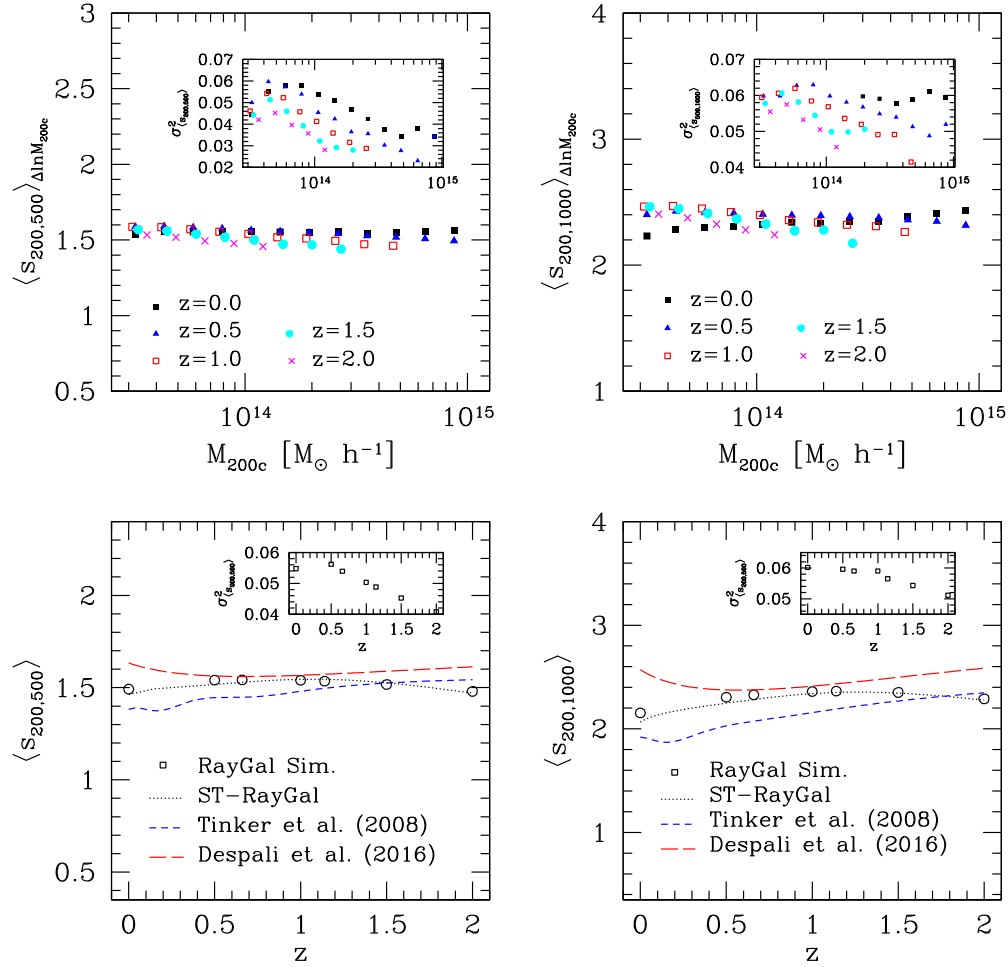 3
2.5
2
1.5
1
0.5
⟨s200,500⟩ΔlnM200c
0.07
0.06
0.05
0.04
0.03
0.02
σ²⟨s200,500⟩
10¹⁴
10¹⁵
z=0.0
z=0.5
z=1.0
z=1.5
z=2.0
10¹⁴
10¹⁵
M200c [M⊙ h⁻¹]
4
3
2
1
⟨s200,1000⟩ΔlnM200c
0.07
0.06
0.05
0.04
10¹⁴
10¹⁵
z=0.0
z=0.5
z=1.0
z=1.5
z=2.0
10¹⁴
10¹⁵
M200c [M⊙ h⁻¹]
2
1.5
1
0.5
⟨s200,500⟩
0.06
0.05
0.04
σ²⟨s200,500⟩
0
0.5
1
1.5
2
z
RayGal Sim.
ST−RayGal
Tinker et al. (2008)
Despali et al. (2016)
0
0.5
1
1.5
2
z
4
3
2
1
⟨s200,1000⟩
0.06
0.05
σ²⟨s200,500⟩
0
0.5
1
1.5
2
z
RayGal Sim.
ST−RayGal
Tinker et al. (2008)
Despali et al. (2016)
0
0.5
1
1.5
2
z